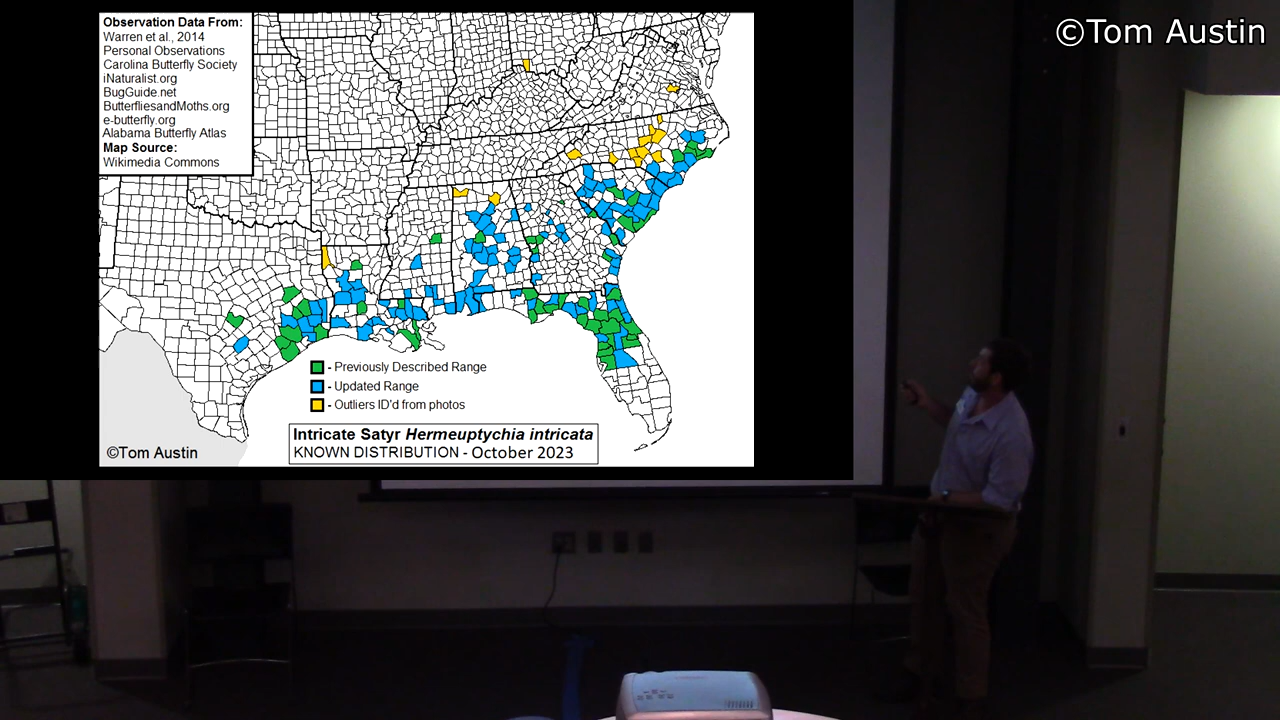 ©Tom Austin
Observation Data From:
Warren et al., 2014
Personal Observations
Carolina Butterfly Society
iNaturalist.org
BugGuide.net
ButterfliesandMoths.org
e-butterfly.org
Alabama Butterfly Atlas
Map Source:
Wikimedia Commons
- Previously Described Range
- Updated Range
- Outliers ID'd from photos
Intricate Satyr Hermeuptychia intricata
KNOWN DISTRIBUTION - October 2023
©Tom Austin